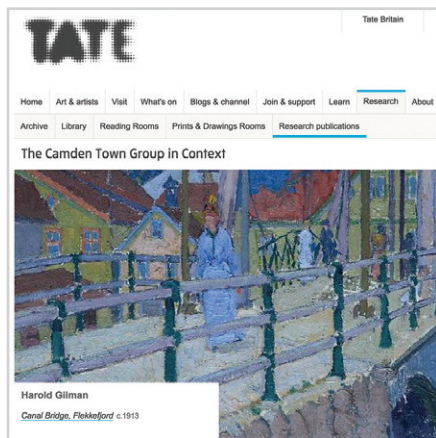 Tate Britain
TATE
Home Art & artists Visit What's on Blogs & channel Join & support Learn Research About
Archive Library Reading Rooms Prints & Drawings Rooms Research publications
The Camden Town Group in Context
Harold Gilman
Canal Bridge, Flekkefjord c.1913